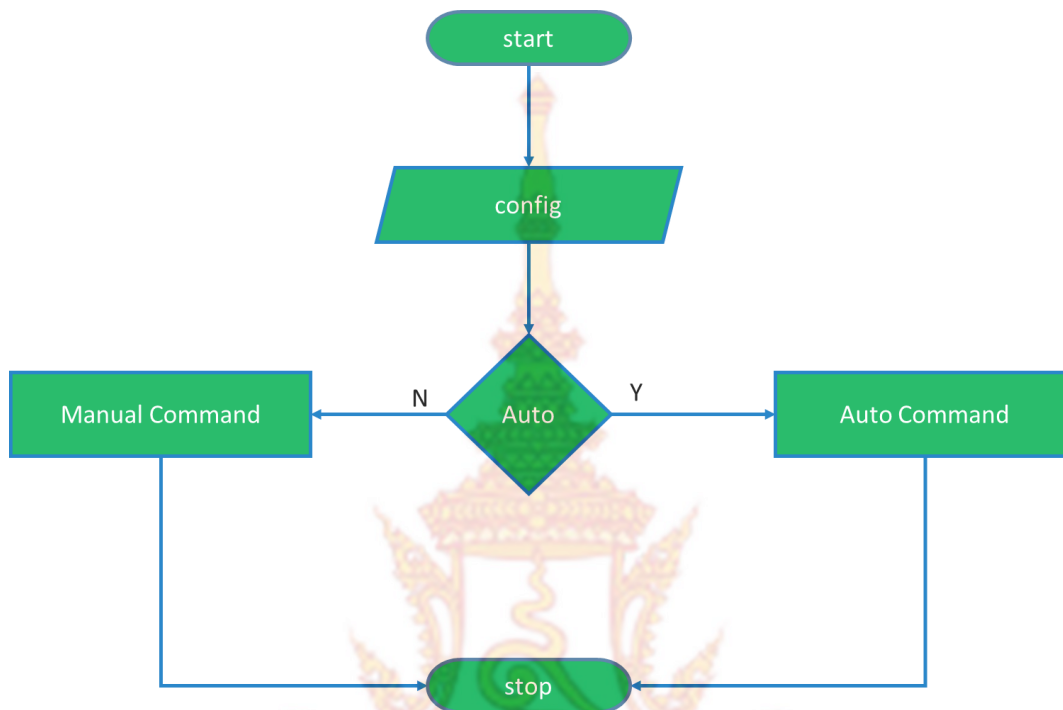 start
config
N
Y
Manual Command
Auto
Auto Command
stop